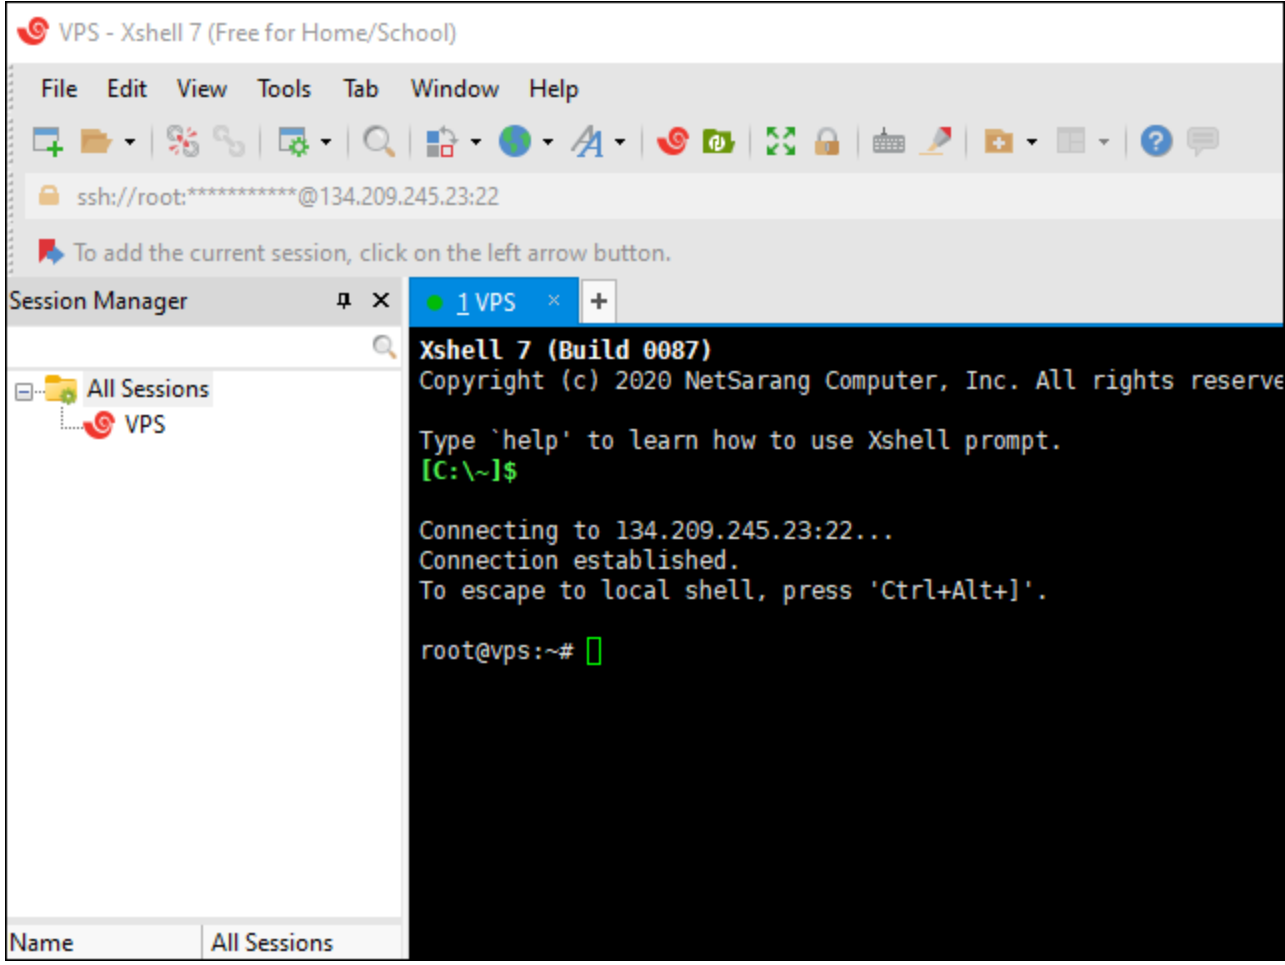 VPS - Xshell 7 (Free for Home/School)
File Edit View Tools Tab Window Help
ssh://root:***********@134.209.245.23:22
To add the current session, click on the left arrow button.
Session Manager
1 VPS
All Sessions
VPS
Xshell 7 (Build 0087)
Copyright (c) 2020 NetSarang Computer, Inc. All rights reserve
Type `help' to learn how to use Xshell prompt.
[C:\~]$
Connecting to 134.209.245.23:22...
Connection established.
To escape to local shell, press 'Ctrl+Alt+]'.
root@vps:~#
Name All Sessions